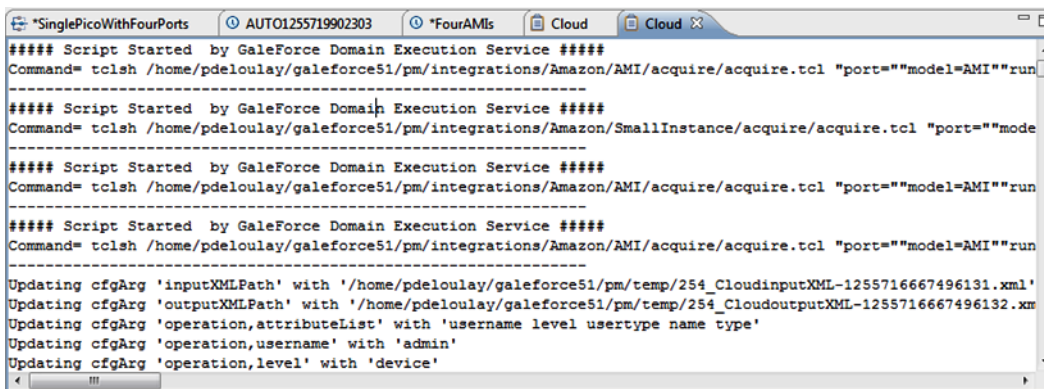 *SinglePicoWithFourPorts AUTO1255719902303 *FourAMIs Cloud Cloud
##### Script Started  by GaleForce Domain Execution Service #####
Command= tclsh /home/pdeloulay/galeforce51/pm/integrations/Amazon/AMI/acquire/acquire.tcl "port=""model=AMI""run
----------------------------------------------------------------
##### Script Started  by GaleForce Domain Execution Service #####
Command= tclsh /home/pdeloulay/galeforce51/pm/integrations/Amazon/SmallInstance/acquire/acquire.tcl "port=""mode
----------------------------------------------------------------
##### Script Started  by GaleForce Domain Execution Service #####
Command= tclsh /home/pdeloulay/galeforce51/pm/integrations/Amazon/AMI/acquire/acquire.tcl "port=""model=AMI""run
----------------------------------------------------------------
##### Script Started  by GaleForce Domain Execution Service #####
Command= tclsh /home/pdeloulay/galeforce51/pm/integrations/Amazon/AMI/acquire/acquire.tcl "port=""model=AMI""run
----------------------------------------------------------------
Updating cfgArg 'inputXMLPath' with '/home/pdeloulay/galeforce51/pm/temp/254_CloudinputXML-1255716667496131.xml'
Updating cfgArg 'outputXMLPath' with '/home/pdeloulay/galeforce51/pm/temp/254_CloudoutputXML-1255716667496132.xm
Updating cfgArg 'operation,attributeList' with 'username level usertype name type'
Updating cfgArg 'operation,username' with 'admin'
Updating cfgArg 'operation,level' with 'device'